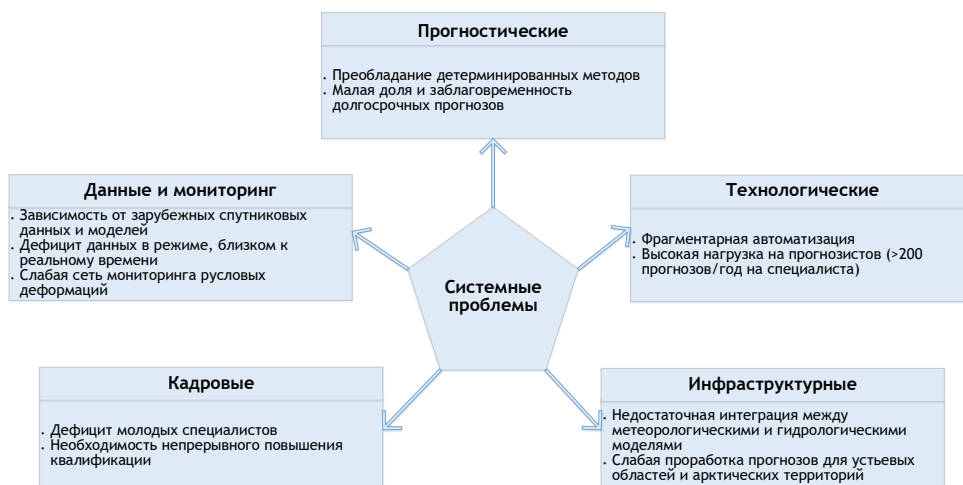 Прогностические
. Преобладание детерминированных методов
. Малая доля и заблаговременность
долгосрочных прогнозов
Данные и мониторинг
. Зависимость от зарубежных спутниковых
данных и моделей
. Дефицит данных в режиме, близком к
реальному времени
. Слабая сеть мониторинга русловых
деформаций
Технологические
. Фрагментарная автоматизация
. Высокая нагрузка на прогнозистов (>200
прогнозов/год на специалиста)
Системные
проблемы
Кадровые
. Дефицит молодых специалистов
. Необходимость непрерывного повышения
квалификации
Инфраструктурные
. Недостаточная интеграция между
метеорологическими и гидрологическими
моделями
. Слабая проработка прогнозов для устьевых
областей и арктических территорий